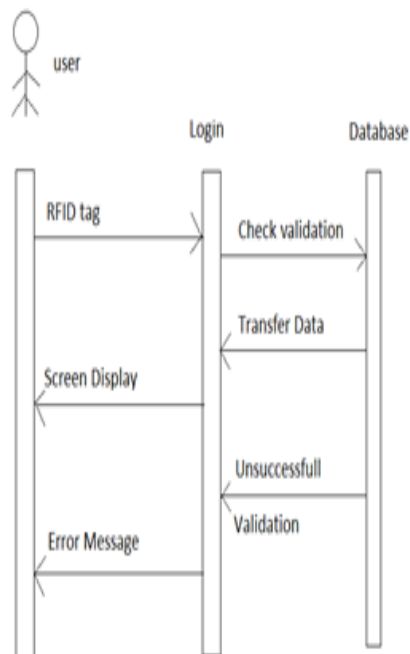 user
Login
Database
RFID tag
Check validation
Transfer Data
Screen Display
Unsuccessfull
Validation
Error Message